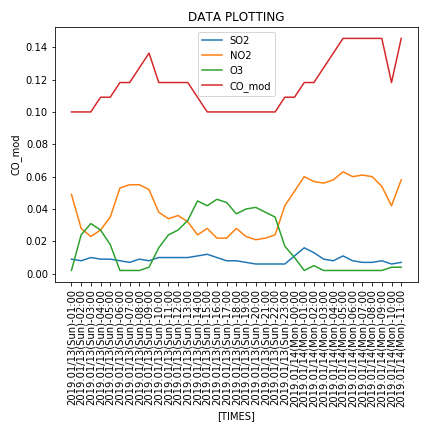 DATA PLOTTING
SO2
NO2
O3
CO_mod
0.14
0.12
0.10
0.08
0.06
0.04
0.02
0.00
CO_mod
2019.01/13(Sun)-01:00
2019.01/13(Sun)-02:00
2019.01/13(Sun)-03:00
2019.01/13(Sun)-04:00
2019.01/13(Sun)-05:00
2019.01/13(Sun)-06:00
2019.01/13(Sun)-07:00
2019.01/13(Sun)-08:00
2019.01/13(Sun)-09:00
2019.01/13(Sun)-10:00
2019.01/13(Sun)-11:00
2019.01/13(Sun)-12:00
2019.01/13(Sun)-13:00
2019.01/13(Sun)-14:00
2019.01/13(Sun)-15:00
2019.01/13(Sun)-16:00
2019.01/13(Sun)-17:00
2019.01/13(Sun)-18:00
2019.01/13(Sun)-19:00
2019.01/13(Sun)-20:00
2019.01/13(Sun)-21:00
2019.01/13(Sun)-22:00
2019.01/13(Sun)-23:30
2019.01/14(Mon)-00:00
2019.01/14(Mon)-01:00
2019.01/14(Mon)-02:00
2019.01/14(Mon)-03:00
2019.01/14(Mon)-04:00
2019.01/14(Mon)-05:00
2019.01/14(Mon)-06:00
2019.01/14(Mon)-07:00
2019.01/14(Mon)-08:00
2019.01/14(Mon)-09:00
2019.01/14(Mon)-10:00
2019.01/14(Mon)-11:00
[TIMES]